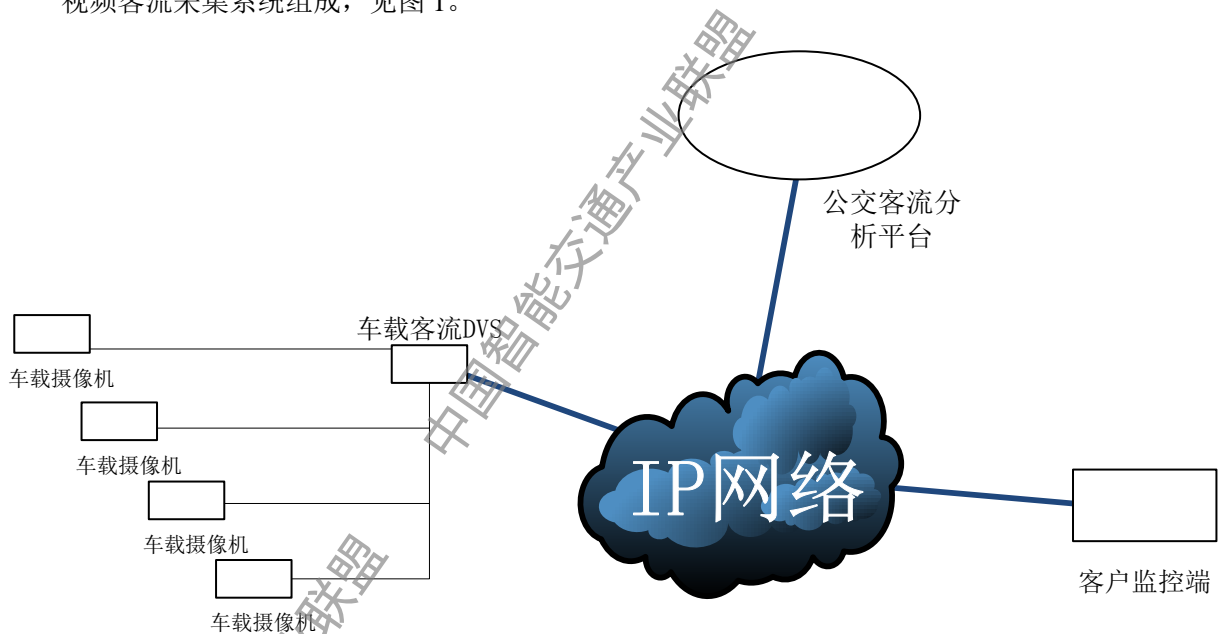 视频客流采集系统组成，见图 1。
公交客流分
析平台
车载客流DVS
车载摄像机
车载摄像机
车载摄像机
车载摄像机
IP网络
客户监控端
中国智能交通产业联盟
联盟